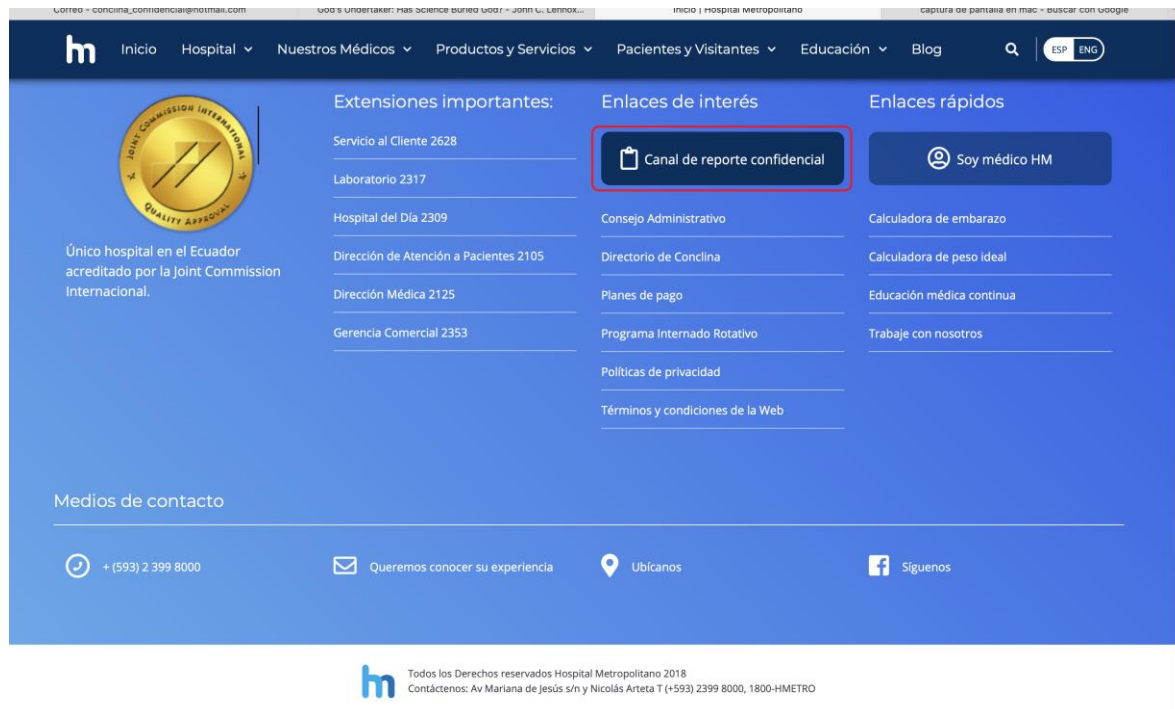 Correo - conclina_confidencial@hotmail.com
God's Undertaker: Has Science Buried God? - John C. Lennox...
Inicio | Hospital Metropolitano
captura de pantalla en mac - Buscar con Google
hm
Inicio
Hospital
Nuestros Médicos
Productos y Servicios
Pacientes y Visitantes
Educación
Blog
ESP ENG
JOINT COMMISSION INTERNATIONAL
QUALITY APPROVAL
Único hospital en el Ecuador
acreditado por la Joint Commission
Internacional.
Extensiones importantes:
Servicio al Cliente 2628
Laboratorio 2317
Hospital del Día 2309
Dirección de Atención a Pacientes 2105
Dirección Médica 2125
Gerencia Comercial 2353
Enlaces de interés
Canal de reporte confidencial
Consejo Administrativo
Directorio de Conclina
Planes de pago
Programa Internado Rotativo
Políticas de privacidad
Términos y condiciones de la Web
Enlaces rápidos
Soy médico HM
Calculadora de embarazo
Calculadora de peso ideal
Educación médica continua
Trabaje con nosotros
Medios de contacto
+ (593) 2 399 8000
Queremos conocer su experiencia
Ubícanos
Síguenos
hm
Todos los Derechos reservados Hospital Metropolitano 2018
Contáctenos: Av Mariana de Jesús s/n y Nicolás Arteta T (+593) 2399 8000, 1800-HMETRO